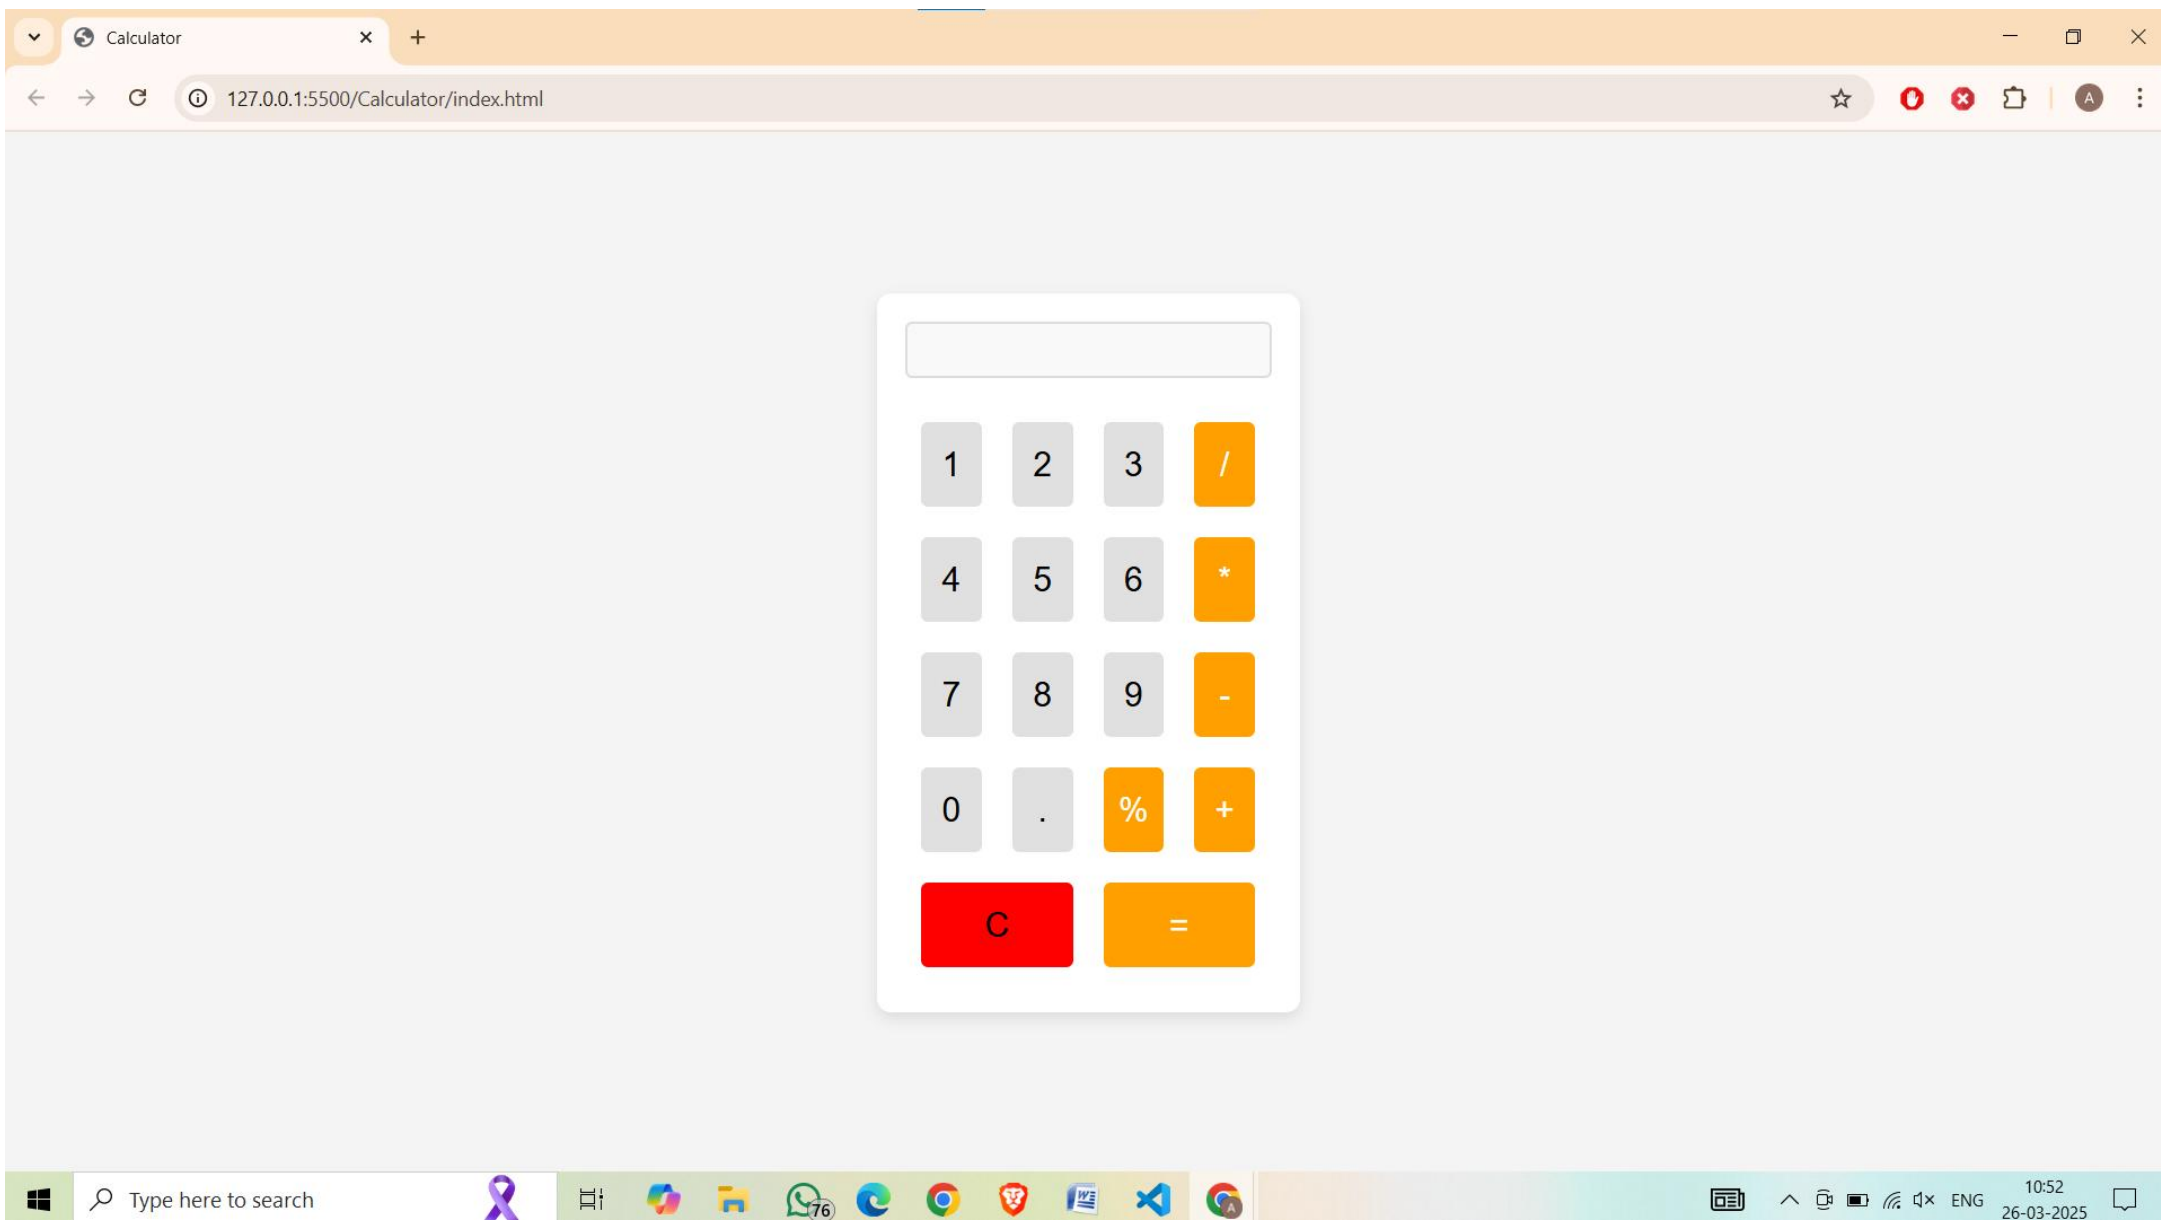 Calculator
127.0.0.1:5500/Calculator/index.html
A
1 2 3 /
4 5 6 *
7 8 9 -
0 . % +
C =
Type here to search
76
W
A
ENG
10:52
26-03-2025